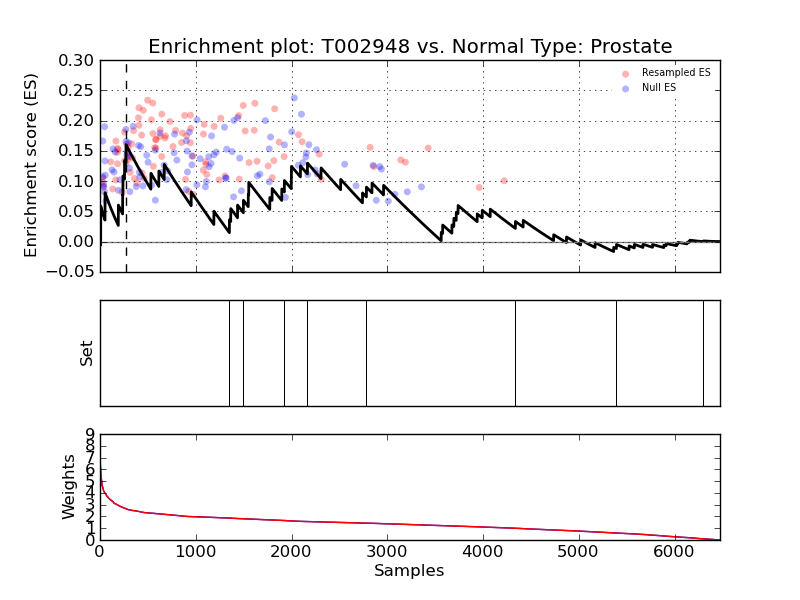 Enrichment plot: T002948 vs. Normal Type: Prostate
Enrichment score (ES)
0.30
0.25
0.20
0.15
0.10
0.05
0.00
−0.05
Resampled ES
Null ES
Set
Weights
9
8
7
6
5
4
3
2
1
0
0 1000 2000 3000 4000 5000 6000
Samples